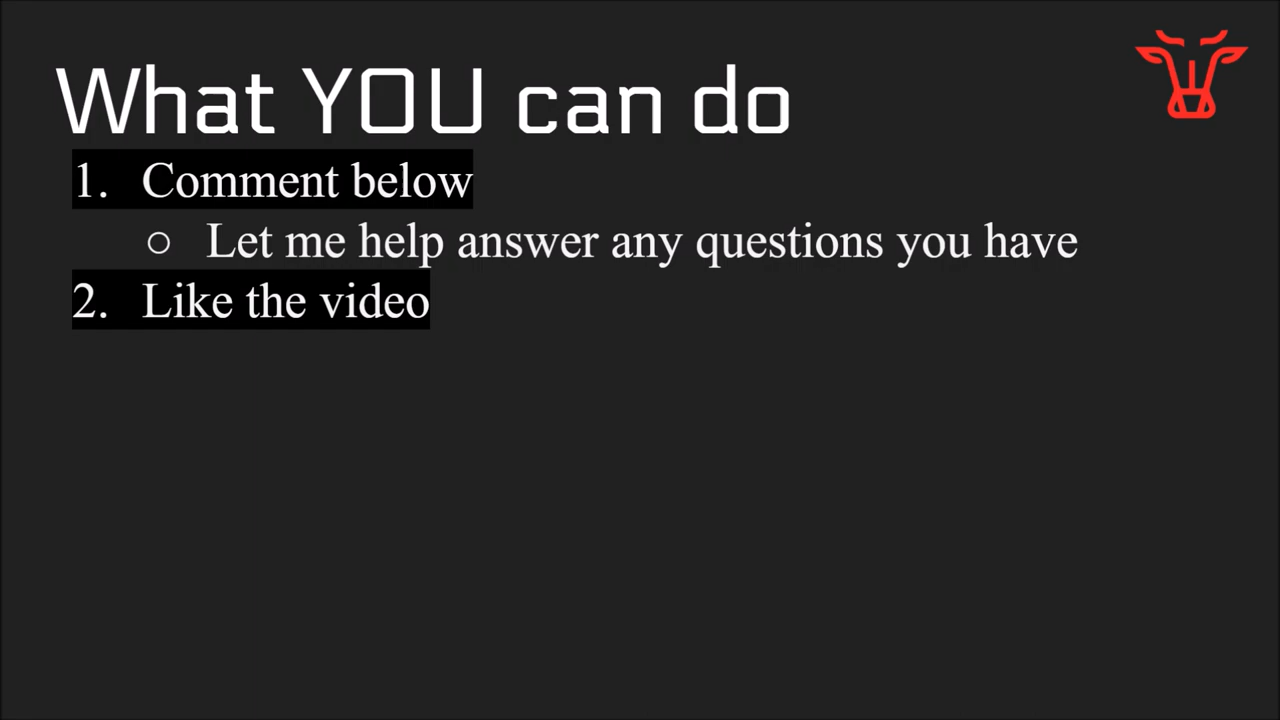 What YOU can do
1. Comment below
○ Let me help answer any questions you have
2. Like the video